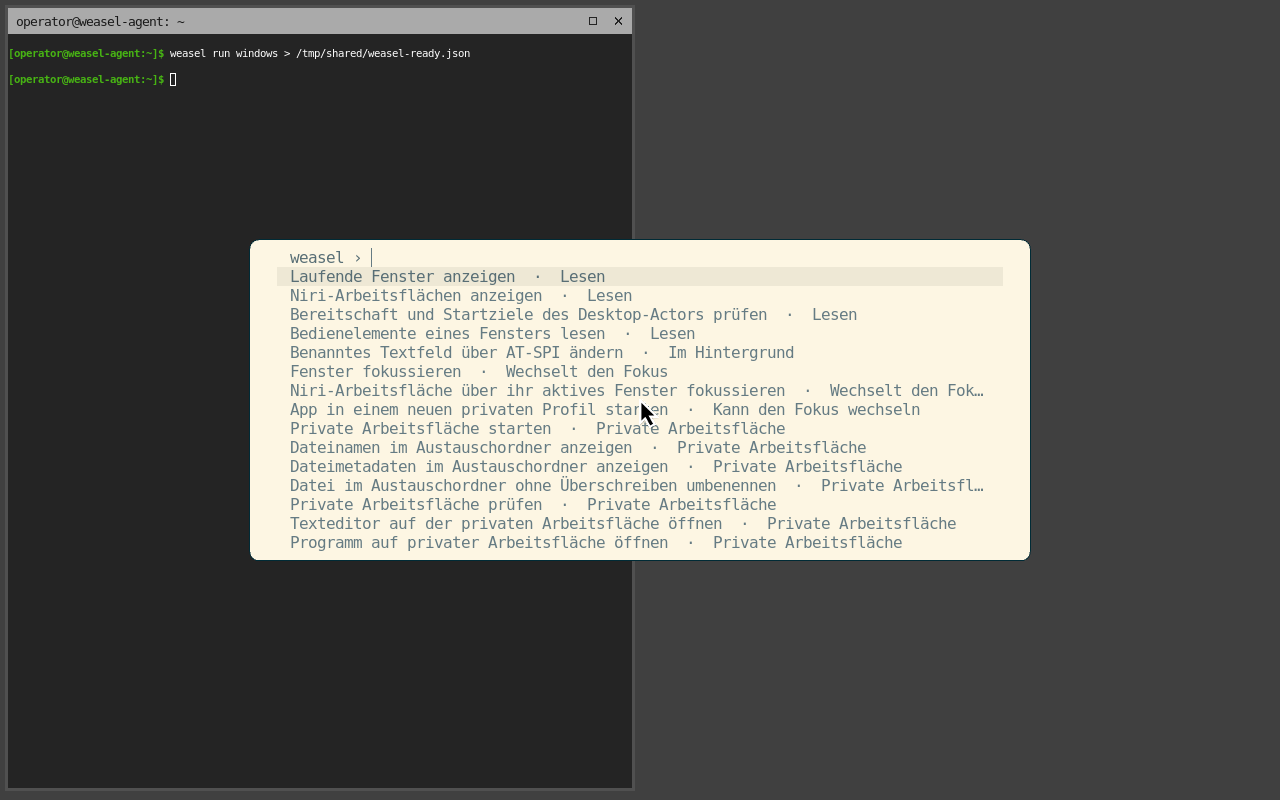 operator@weasel-agent: ~
[operator@weasel-agent:~]$ weasel run windows > /tmp/shared/weasel-ready.json
[operator@weasel-agent:~]$
weasel ›
Laufende Fenster anzeigen · Lesen
Niri-Arbeitsflächen anzeigen · Lesen
Bereitschaft und Startziele des Desktop-Actors prüfen · Lesen
Bedienelemente eines Fensters lesen · Lesen
Benanntes Textfeld über AT-SPI ändern · Im Hintergrund
Fenster fokussieren · Wechselt den Fokus
Niri-Arbeitsfläche über ihr aktives Fenster fokussieren · Wechselt den Fok…
App in einem neuen privaten Profil starten · Kann den Fokus wechseln
Private Arbeitsfläche starten · Private Arbeitsfläche
Dateinamen im Austauschordner anzeigen · Private Arbeitsfläche
Dateimetadaten im Austauschordner anzeigen · Private Arbeitsfläche
Datei im Austauschordner ohne Überschreiben umbenennen · Private Arbeitsfl…
Private Arbeitsfläche prüfen · Private Arbeitsfläche
Texteditor auf der privaten Arbeitsfläche öffnen · Private Arbeitsfläche
Programm auf privater Arbeitsfläche öffnen · Private Arbeitsfläche